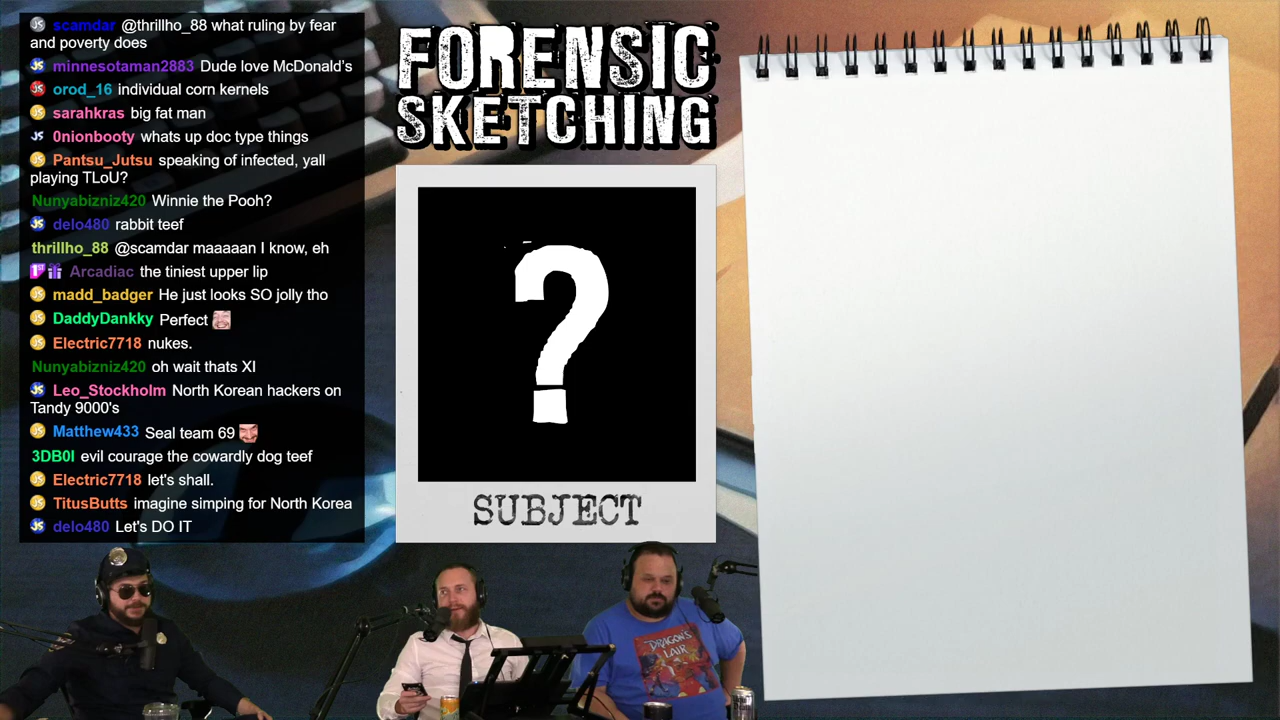 scamdar @thrillho_88 what ruling by fear
and poverty does
minnesotaman2883 Dude love McDonald's
orod_16 individual corn kernels
sarahkras big fat man
0nionbooty whats up doc type things
Pantsu_Jutsu speaking of infected, yall
playing TLoU?
Nunyabizniz420 Winnie the Pooh?
delo480 rabbit teef
thrillho_88 @scamdar maaaaan I know, eh
Arcadiac the tiniest upper lip
madd_badger He just looks SO jolly tho
DaddyDankky Perfect
Electric7718 nukes.
Nunyabizniz420 oh wait thats XI
Leo_Stockholm North Korean hackers on
Tandy 9000's
Matthew433 Seal team 69
3DB0I evil courage the cowardly dog teef
Electric7718 let's shall.
TitusButts imagine simping for North Korea
delo480 Let's DO IT
FORENSIC
SKETCHING
?
SUBJECT
DRAGON'S
LAIR